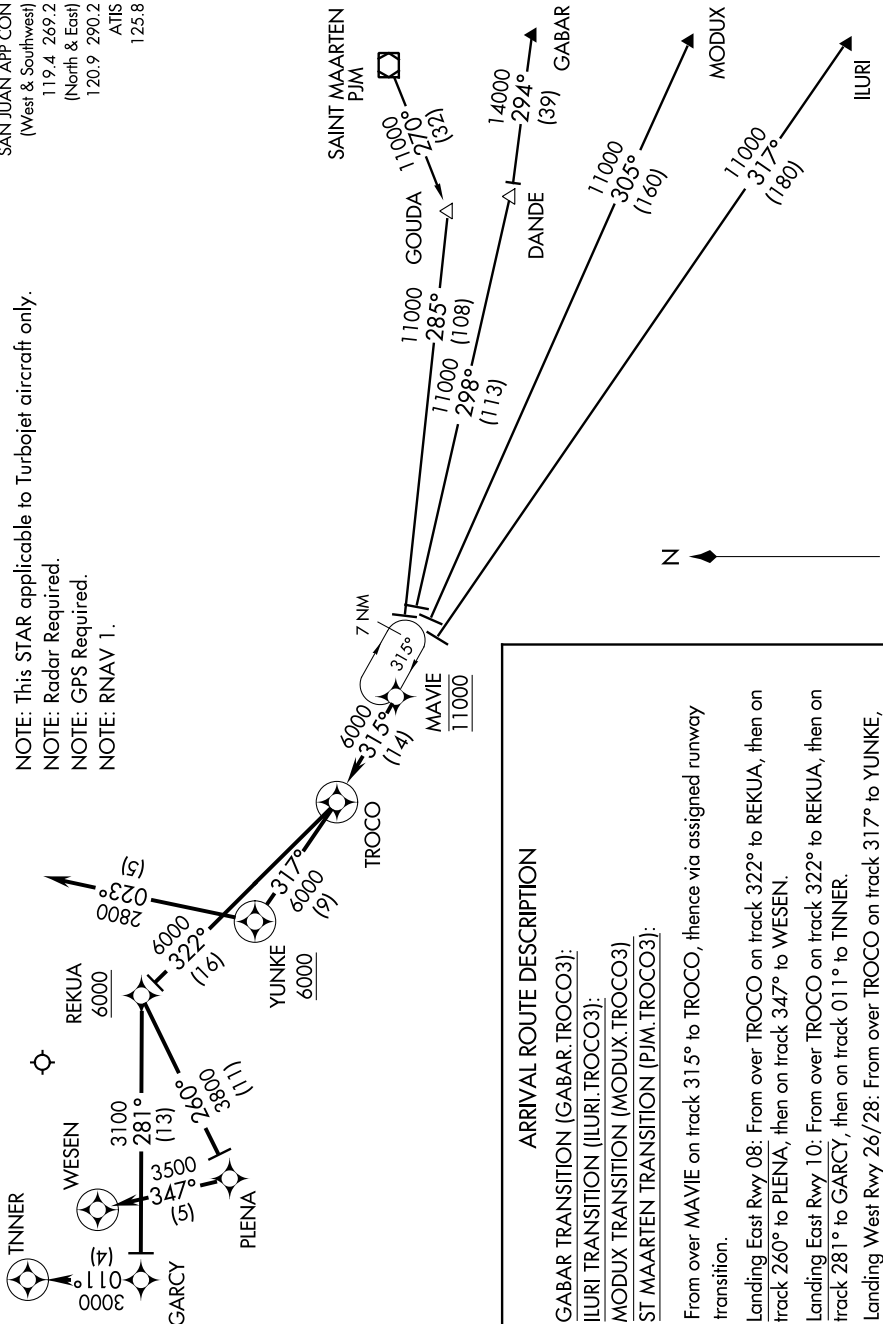 SAN JUAN APP CON
(West & Southwest)
119.4 269.2
(North & East)
120.9 290.2
ATIS
125.8
NOTE: This STAR applicable to Turbojet aircraft only.
NOTE: Radar Required.
NOTE: GPS Required.
NOTE: RNAV 1.
TNNER
3000
011°
(4)
GARCY
WESEN
3500
347°
(5)
PLENA
3100
281°
(13)
3800
260°
(11)
REKUA
6000
6000
322°
(16)
2800
023°
(5)
YUNKE
6000
317°
6000
(9)
TROCO
6000
315°
(14)
MAVIE
11000
7 NM
315°
SAINT MAARTEN
PJM
11000
270°
(32)
GOUDA
11000
285°
(108)
DANDE
14000
294°
(39)
GABAR
11000
298°
(113)
MODUX
11000
305°
(160)
ILURI
11000
317°
(180)
N
ARRIVAL ROUTE DESCRIPTION
GABAR TRANSITION (GABAR.TROCO3):
ILURI TRANSITION (ILURI.TROCO3):
MODUX TRANSITION (MODUX.TROCO3)
ST MAARTEN TRANSITION (PJM.TROCO3):
From over MAVIE on track 315° to TROCO, thence via assigned runway
transition.
Landing East Rwy 08: From over TROCO on track 322° to REKUA, then on
track 260° to PLENA, then on track 347° to WESEN.
Landing East Rwy 10: From over TROCO on track 322° to REKUA, then on
track 281° to GARCY, then on track 011° to TNNER.
Landing West Rwy 26/28: From over TROCO on track 317° to YUNKE,